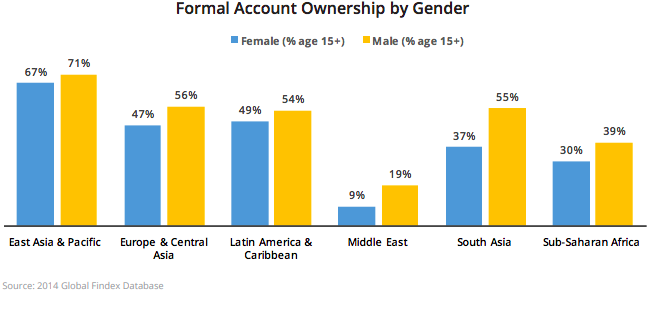 Formal Account Ownership by Gender
Female (% age 15+) Male (% age 15+)
67% 71% 47% 56% 49% 54% 9% 19% 37% 55% 30% 39%
East Asia & Pacific Europe & Central Latin America & Middle East South Asia Sub-Saharan Africa
Asia Caribbean
Source: 2014 Global Findex Database